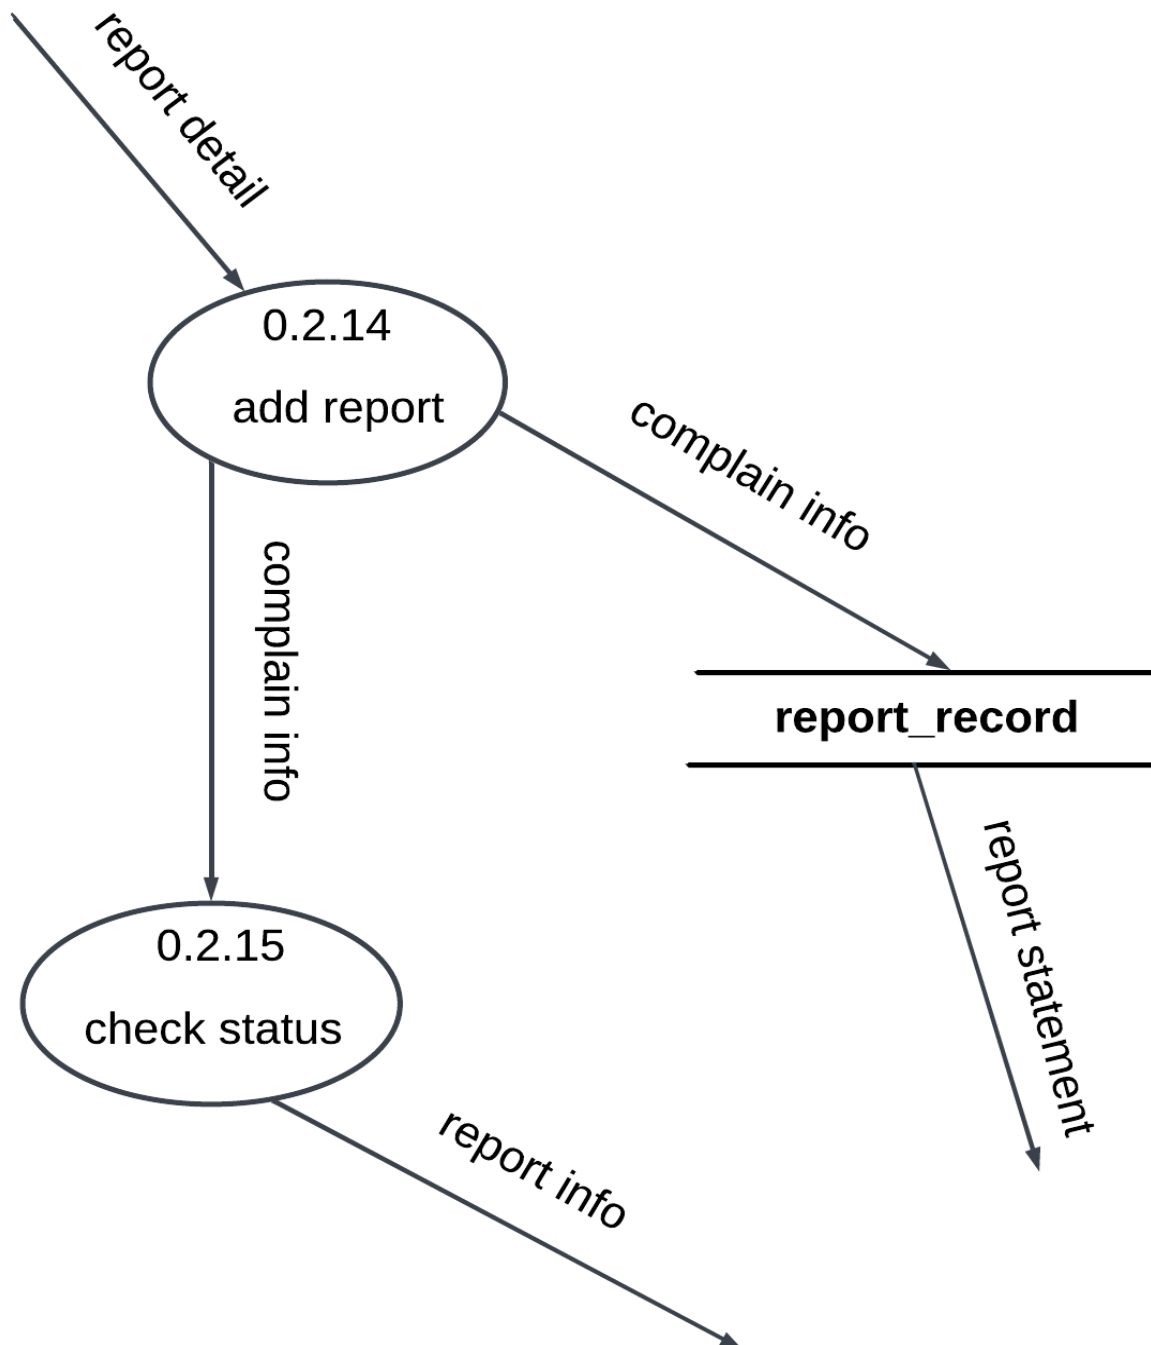 report detail
0.2.14
add report
complain info
complain info
report_record
report statement
0.2.15
check status
report info